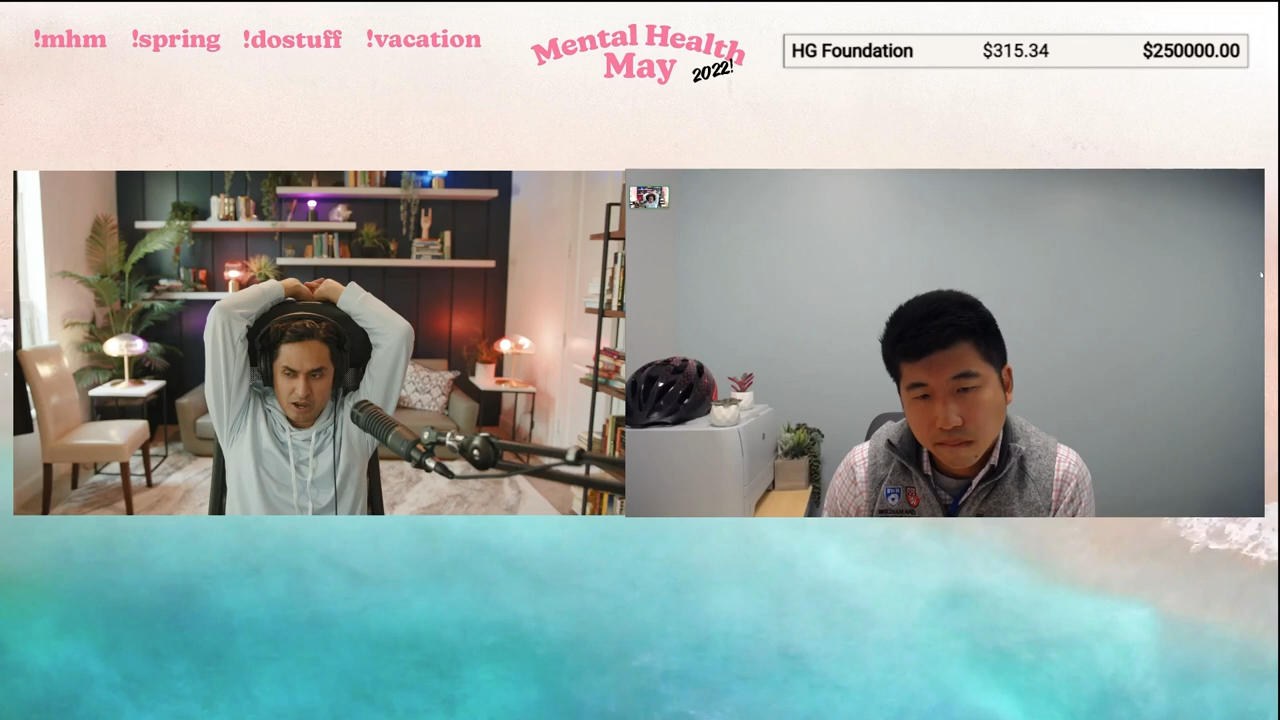 !mhm !spring !dostuff !vacation
Mental Health
May 2022!
HG Foundation $315.34 $250000.00